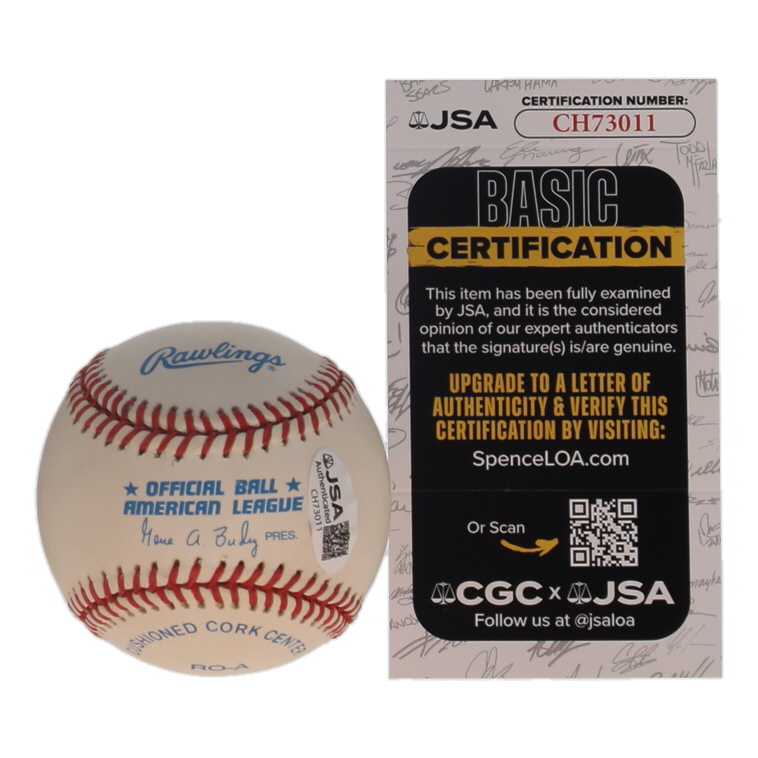 Rawlings®
★ OFFICIAL BALL ★
AMERICAN LEAGUE
Gene A. Budig PRES.
JSA
Authenticated
CH73011
CUSHIONED CORK CENTER
RO-A
JSA
CERTIFICATION NUMBER:
CH73011
BASIC
CERTIFICATION
This item has been fully examined
by JSA, and it is the considered
opinion of our expert authenticators
that the signature(s) is/are genuine.
UPGRADE TO A LETTER OF
AUTHENTICITY & VERIFY THIS
CERTIFICATION BY VISITING:
SpenceLOA.com
Or Scan
CGC x JSA
Follow us at @jsaloa